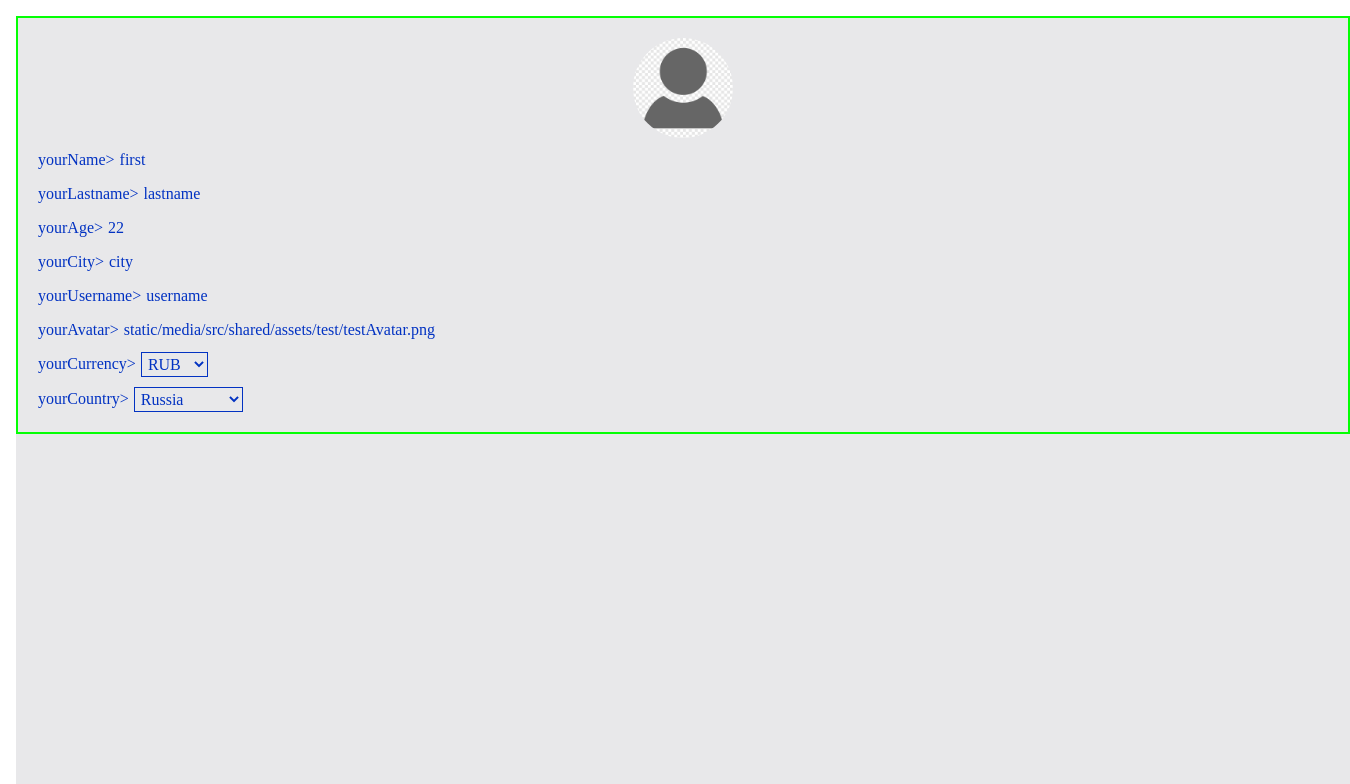 yourName> first
yourLastname> lastname
yourAge> 22
yourCity> city
yourUsername> username
yourAvatar> static/media/src/shared/assets/test/testAvatar.png
yourCurrency> RUB
yourCountry> Russia